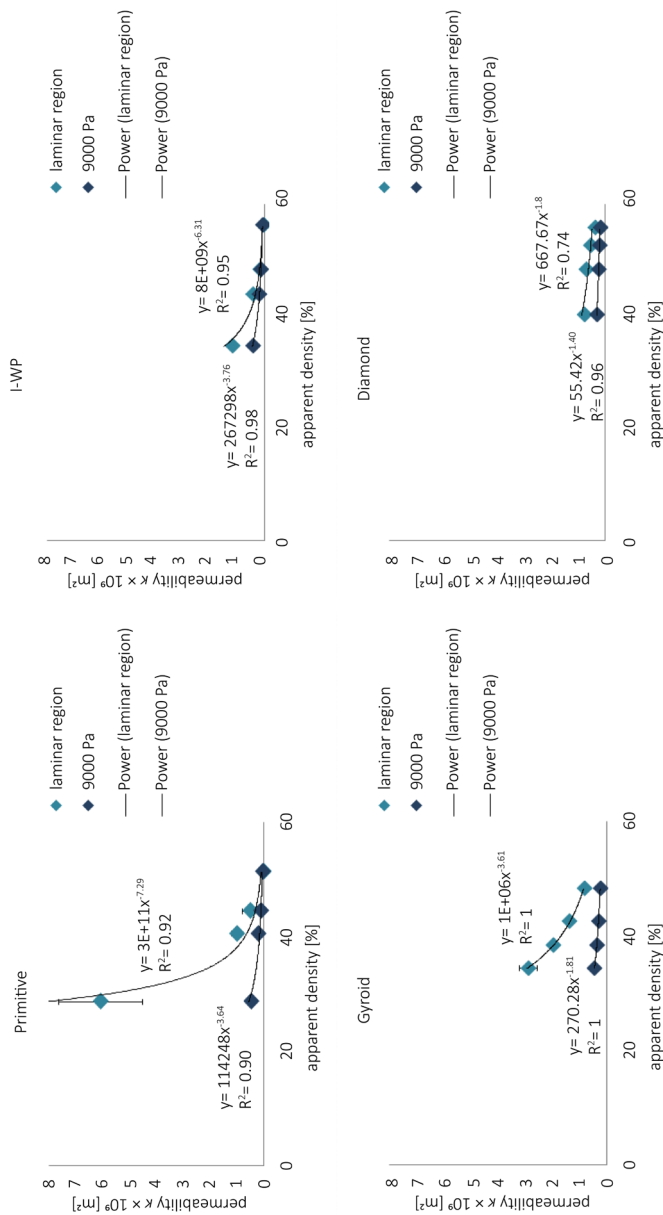 Primitive
permeability κ × 10⁹ [m²]
8
7
6
5
4
3
2
1
0
y= 3E+11x⁻⁷·²⁹
R²= 0.92
y= 114248x⁻³·⁶⁴
R²= 0.90
0
20
40
60
apparent density [%]
laminar region
9000 Pa
Power (laminar region)
Power (9000 Pa)
I-WP
permeability κ × 10⁹ [m²]
8
7
6
5
4
3
2
1
0
y= 267298x⁻³·⁷⁶
R²= 0.98
y= 8E+09x⁻⁶·³¹
R²= 0.95
0
20
40
60
apparent density [%]
laminar region
9000 Pa
Power (laminar region)
Power (9000 Pa)
Gyroid
permeability κ × 10⁹ [m²]
8
7
6
5
4
3
2
1
0
y= 1E+06x⁻³·⁶¹
R²= 1
y= 270.28x⁻¹·⁸¹
R²= 1
0
20
40
60
apparent density [%]
laminar region
9000 Pa
Power (laminar region)
Power (9000 Pa)
Diamond
permeability κ × 10⁹ [m²]
8
7
6
5
4
3
2
1
0
y= 55.42x⁻¹·⁴⁰
R²= 0.96
y= 667.67x⁻¹·⁸
R²= 0.74
0
20
40
60
apparent density [%]
laminar region
9000 Pa
Power (laminar region)
Power (9000 Pa)